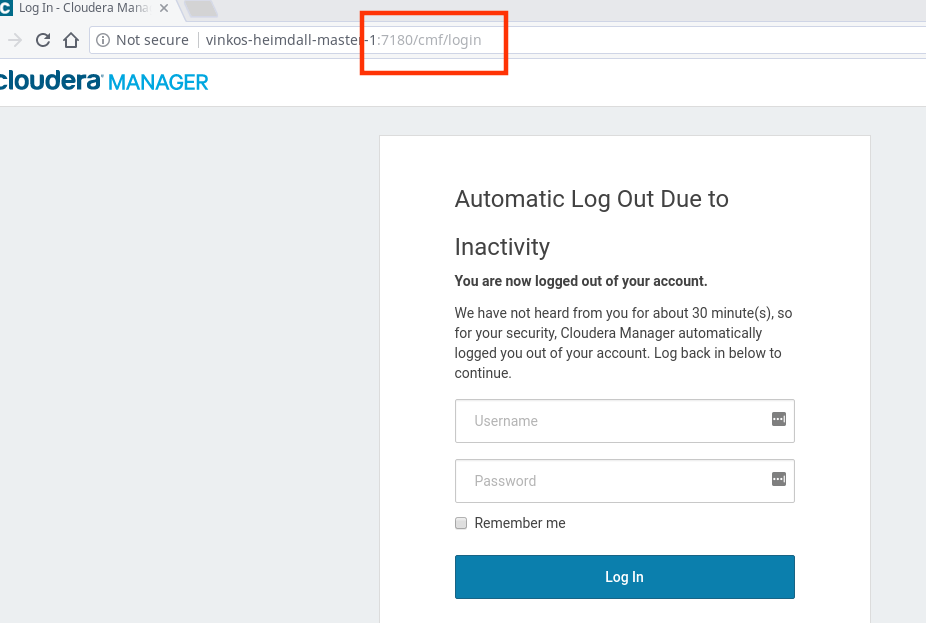 C Log In - Cloudera Mana
Not secure vinkos-heimdall-master-1:7180/cmf/login
cloudera MANAGER
Automatic Log Out Due to
Inactivity
You are now logged out of your account.
We have not heard from you for about 30 minute(s), so
for your security, Cloudera Manager automatically
logged you out of your account. Log back in below to
continue.
Username
Password
Remember me
Log In